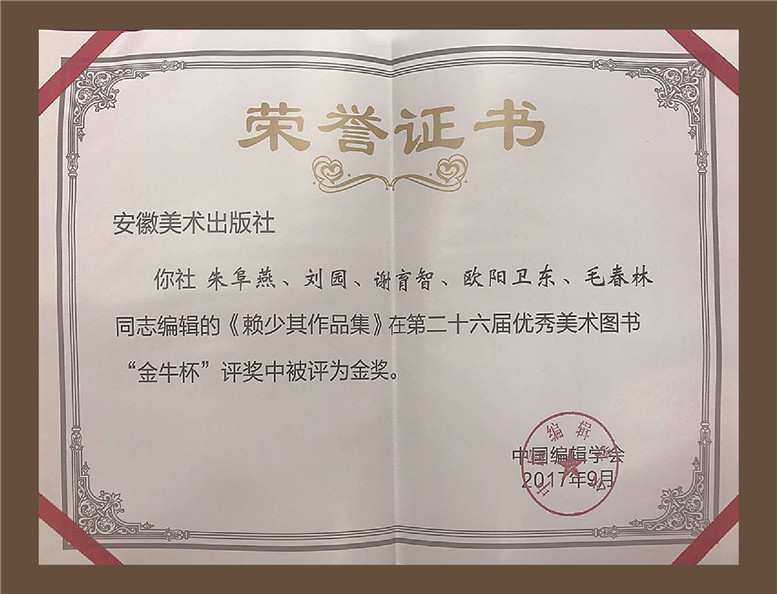 荣誉证书
安徽美术出版社
你社 朱阜燕、刘园、谢育智、欧阳卫东、毛春林
同志编辑的《赖少其作品集》在第二十六届优秀美术图书
“金牛杯”评奖中被评为金奖。
中国编辑学会
2017年9月